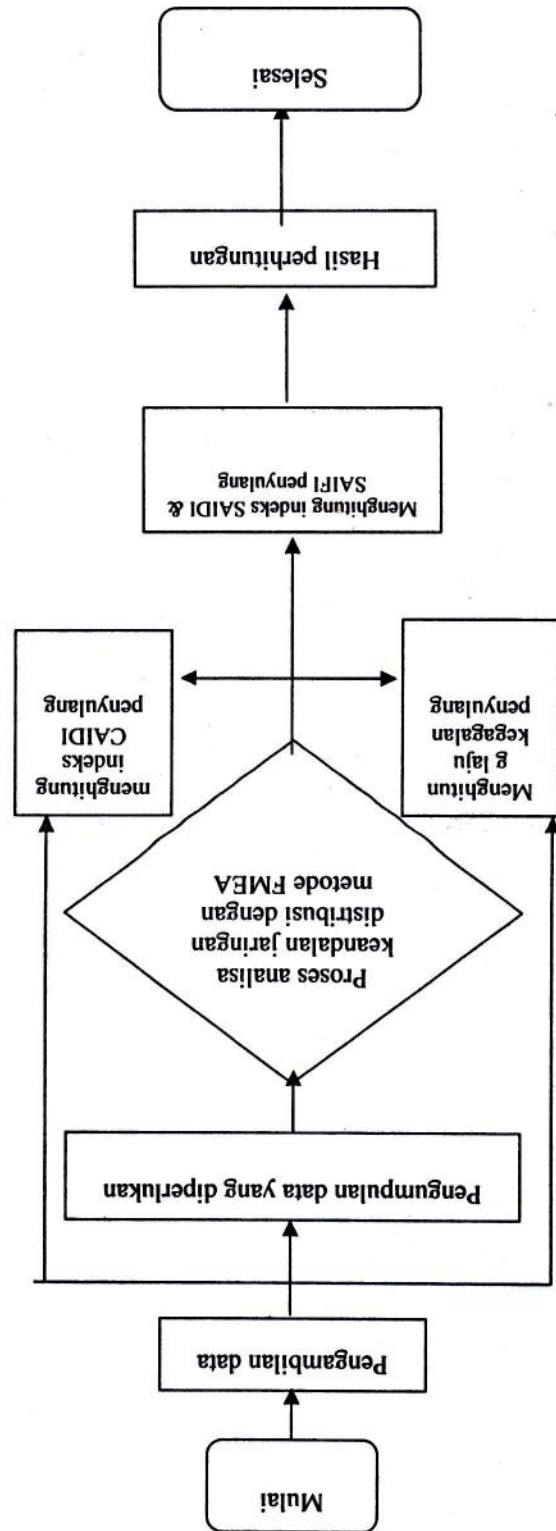 Mulai
Pengambilan data
Pengumpulan data yang diperlukan
Proses analisa
keandalan jaringan
distribusi dengan
metode FMEA
Menghitun
g laju
kegagalan
penyulang
menghitung
indeks
CAIDI
penyulang
Menghitung indeks SAIDI &
SAIFI penyulang
Hasil perhitungan
Selesai